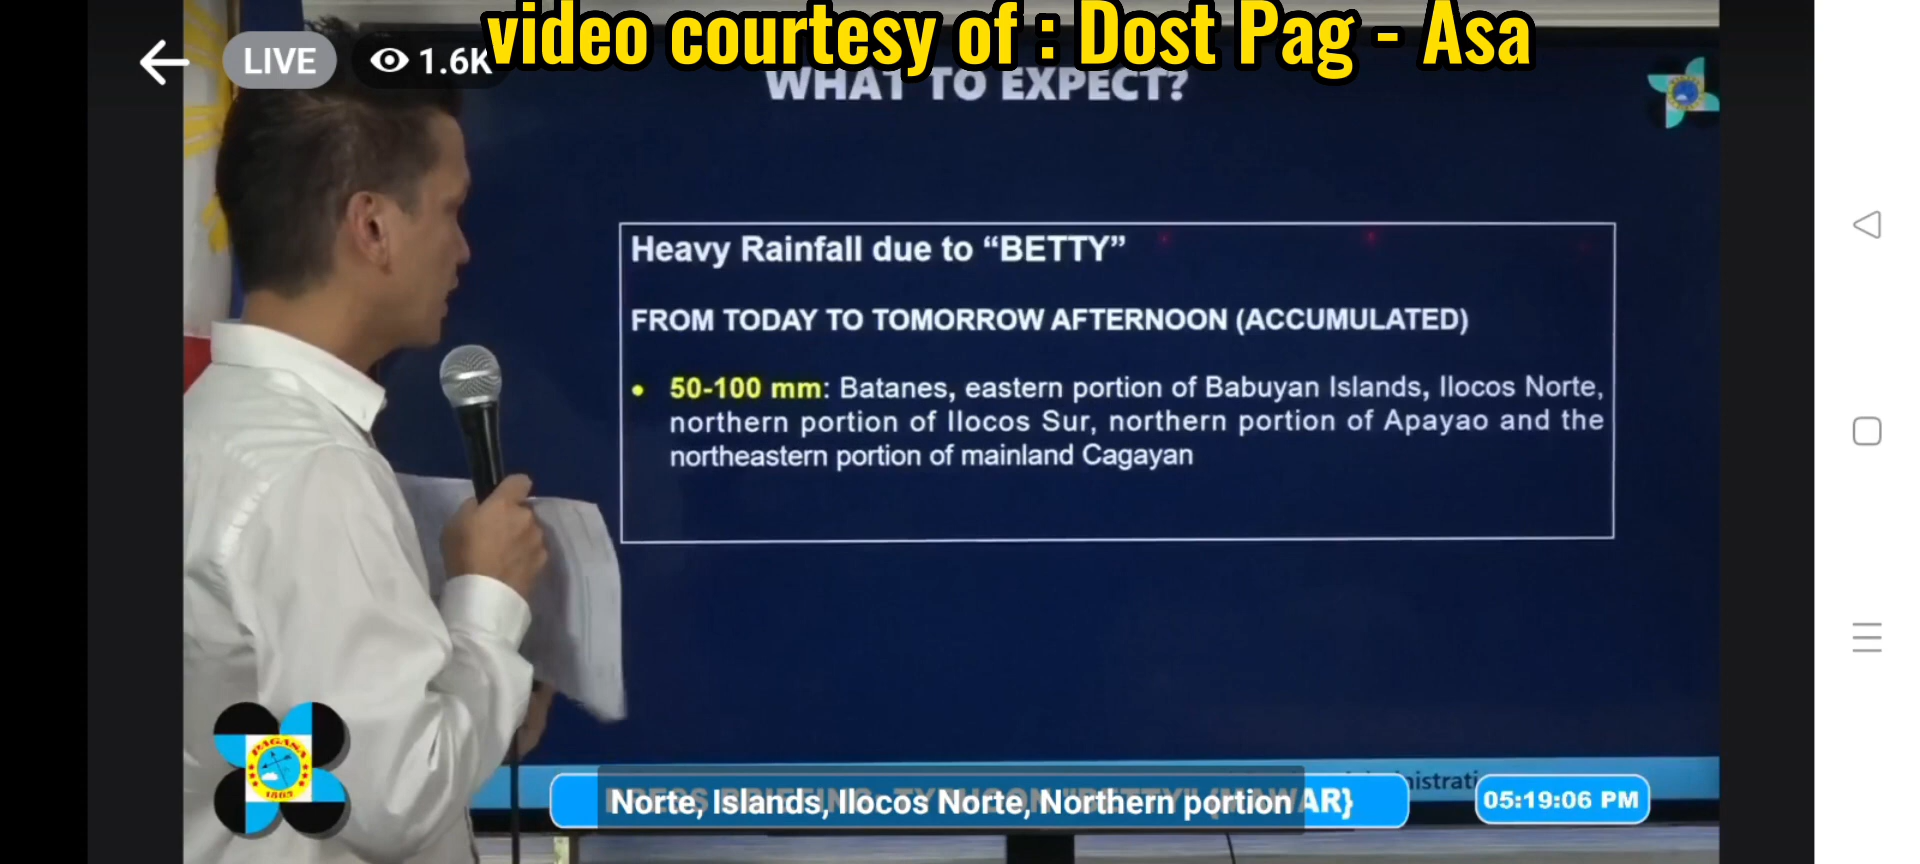 video courtesy of : Dost Pag - Asa
LIVE
1.6K
WHAT TO EXPECT?
Heavy Rainfall due to “BETTY”
FROM TODAY TO TOMORROW AFTERNOON (ACCUMULATED)
• 50-100 mm: Batanes, eastern portion of Babuyan Islands, Ilocos Norte,
northern portion of Ilocos Sur, northern portion of Apayao and the
northeastern portion of mainland Cagayan
PAGASA
1865
Norte, Islands, Ilocos Norte, Northern portion
05:19:06 PM